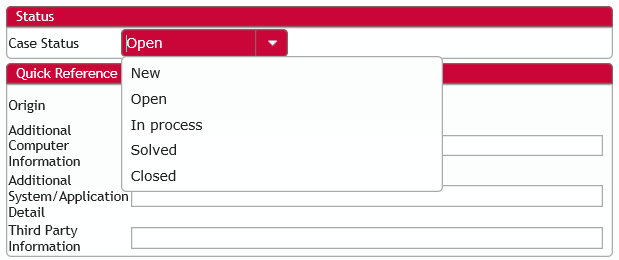 Status
Case Status Open
New
Open
In process
Solved
Closed
Quick Reference
Origin
Additional
Computer
Information
Additional
System/Application
Detail
Third Party
Information